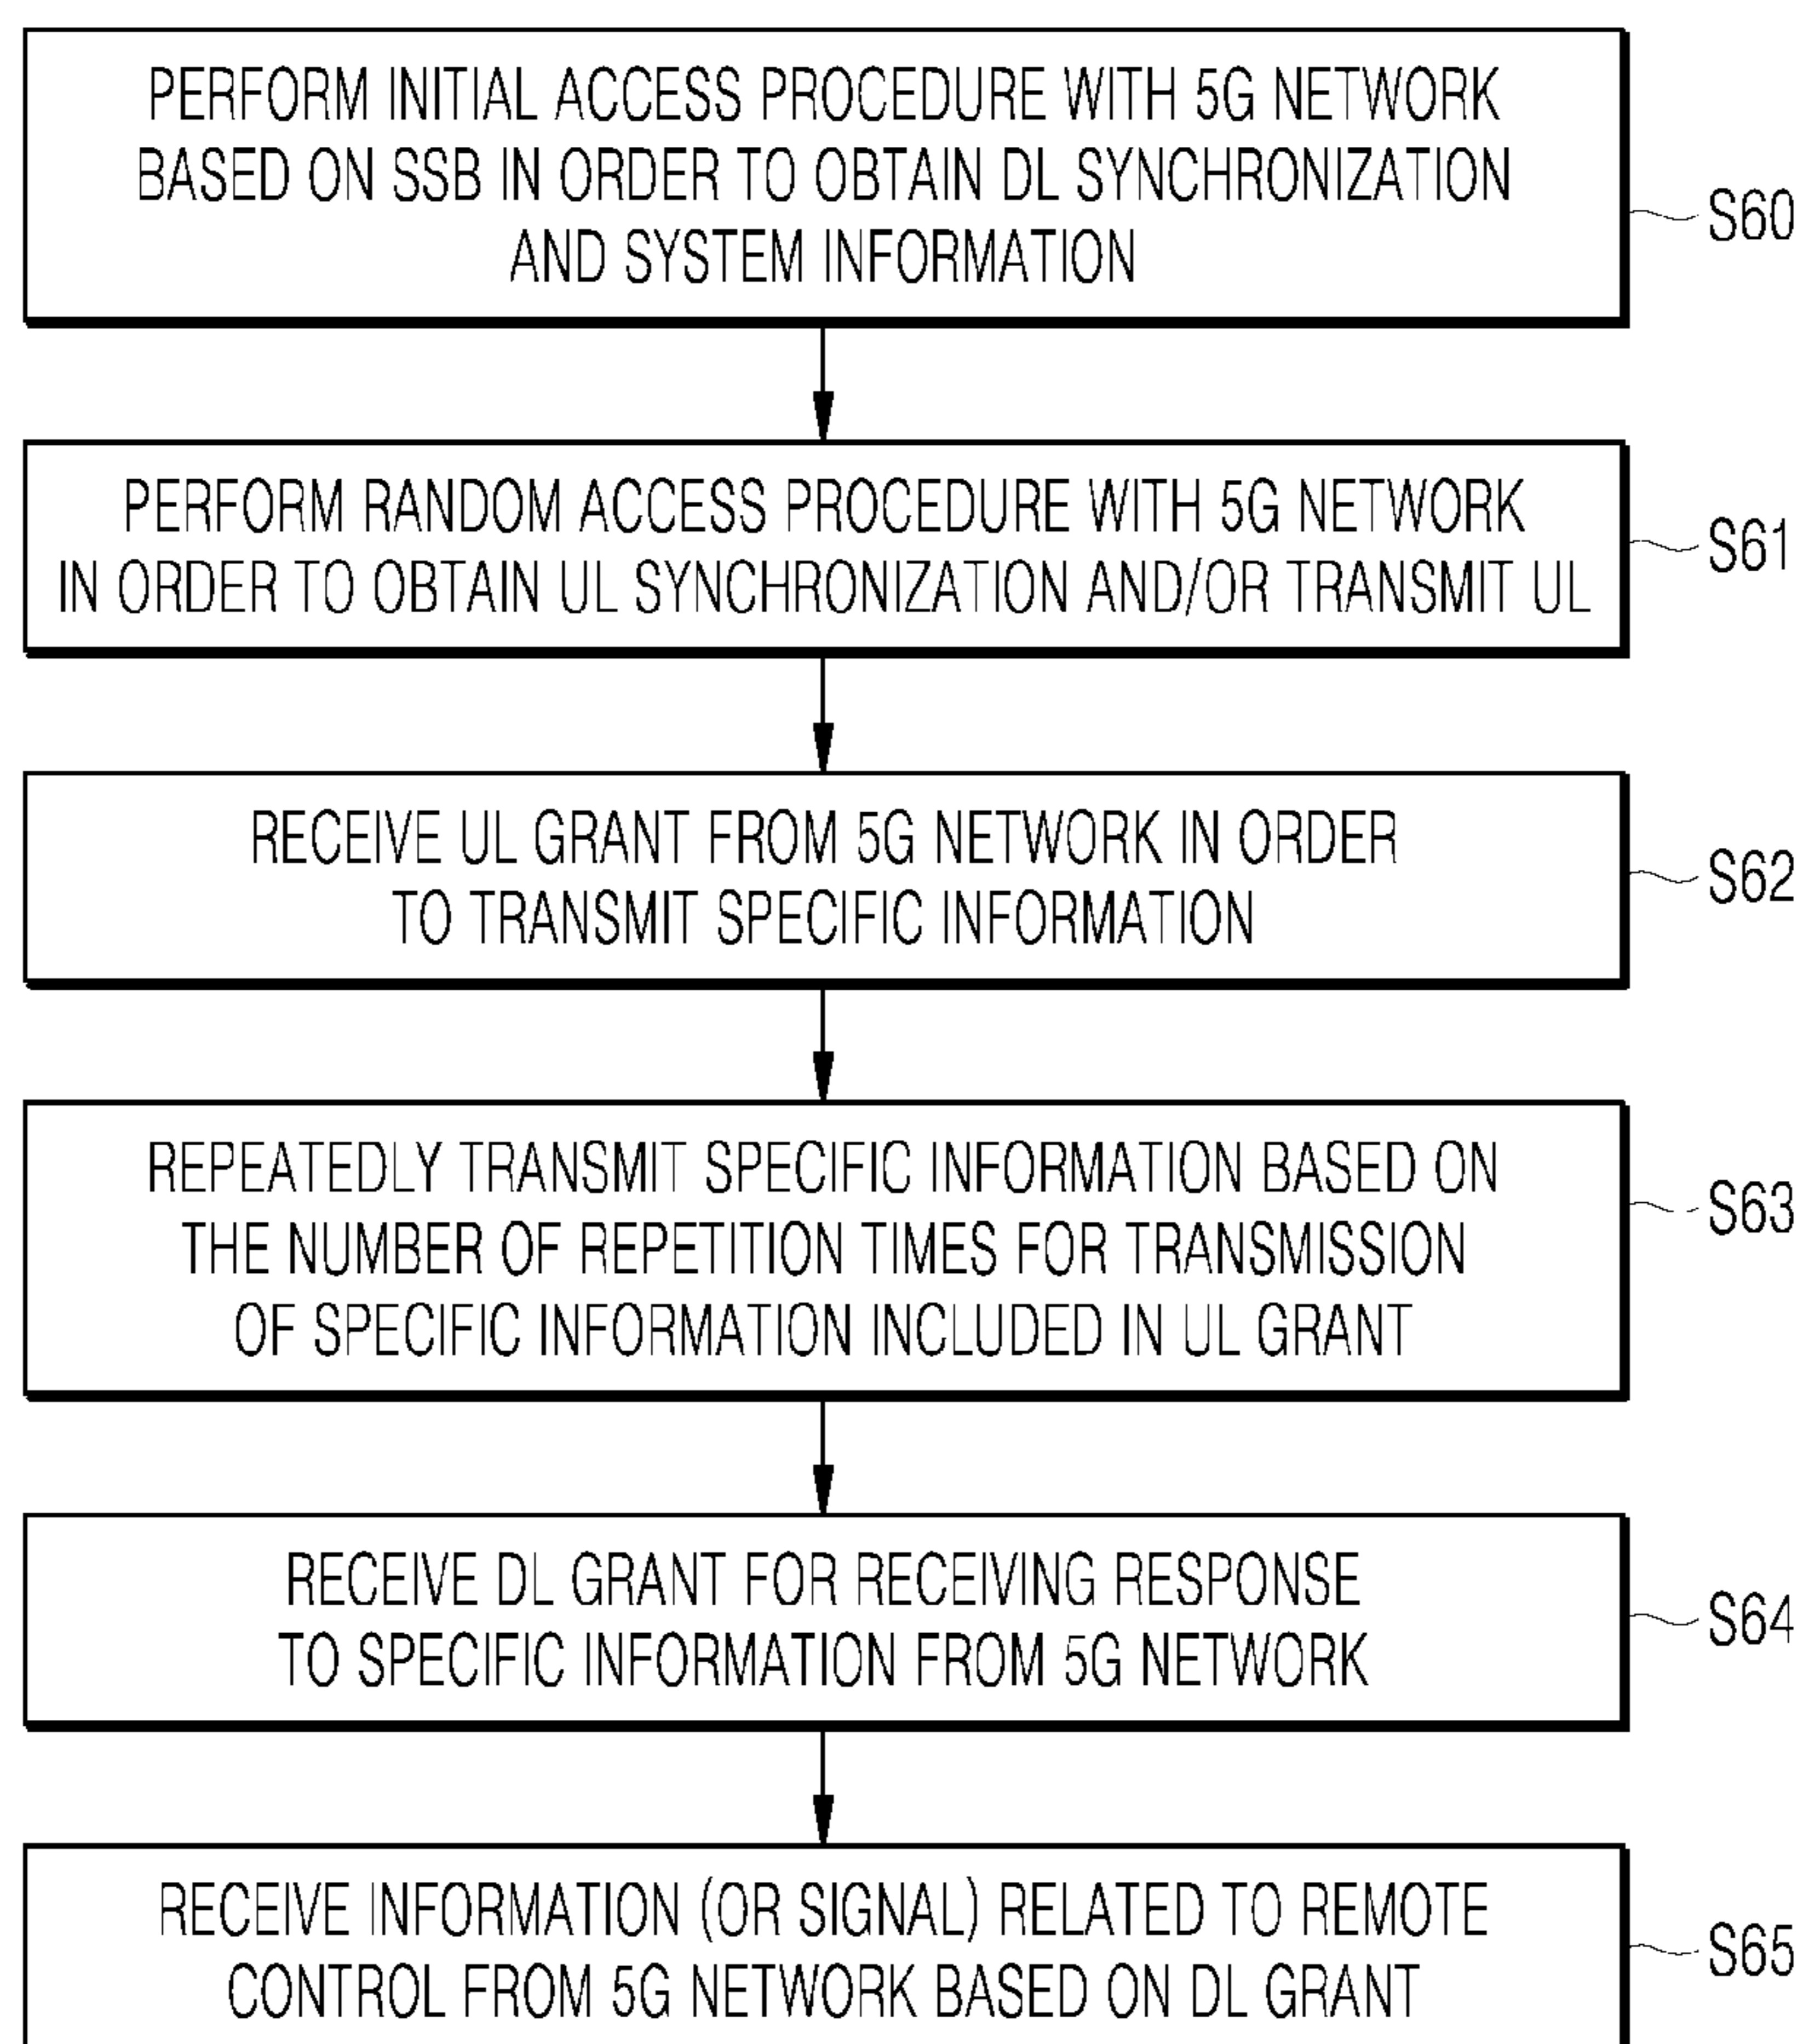 PERFORM INITIAL ACCESS PROCEDURE WITH 5G NETWORK
BASED ON SSB IN ORDER TO OBTAIN DL SYNCHRONIZATION
AND SYSTEM INFORMATION
S60
PERFORM RANDOM ACCESS PROCEDURE WITH 5G NETWORK
IN ORDER TO OBTAIN UL SYNCHRONIZATION AND/OR TRANSMIT UL
S61
RECEIVE UL GRANT FROM 5G NETWORK IN ORDER
TO TRANSMIT SPECIFIC INFORMATION
S62
REPEATEDLY TRANSMIT SPECIFIC INFORMATION BASED ON
THE NUMBER OF REPETITION TIMES FOR TRANSMISSION
OF SPECIFIC INFORMATION INCLUDED IN UL GRANT
S63
RECEIVE DL GRANT FOR RECEIVING RESPONSE
TO SPECIFIC INFORMATION FROM 5G NETWORK
S64
RECEIVE INFORMATION (OR SIGNAL) RELATED TO REMOTE
CONTROL FROM 5G NETWORK BASED ON DL GRANT
S65